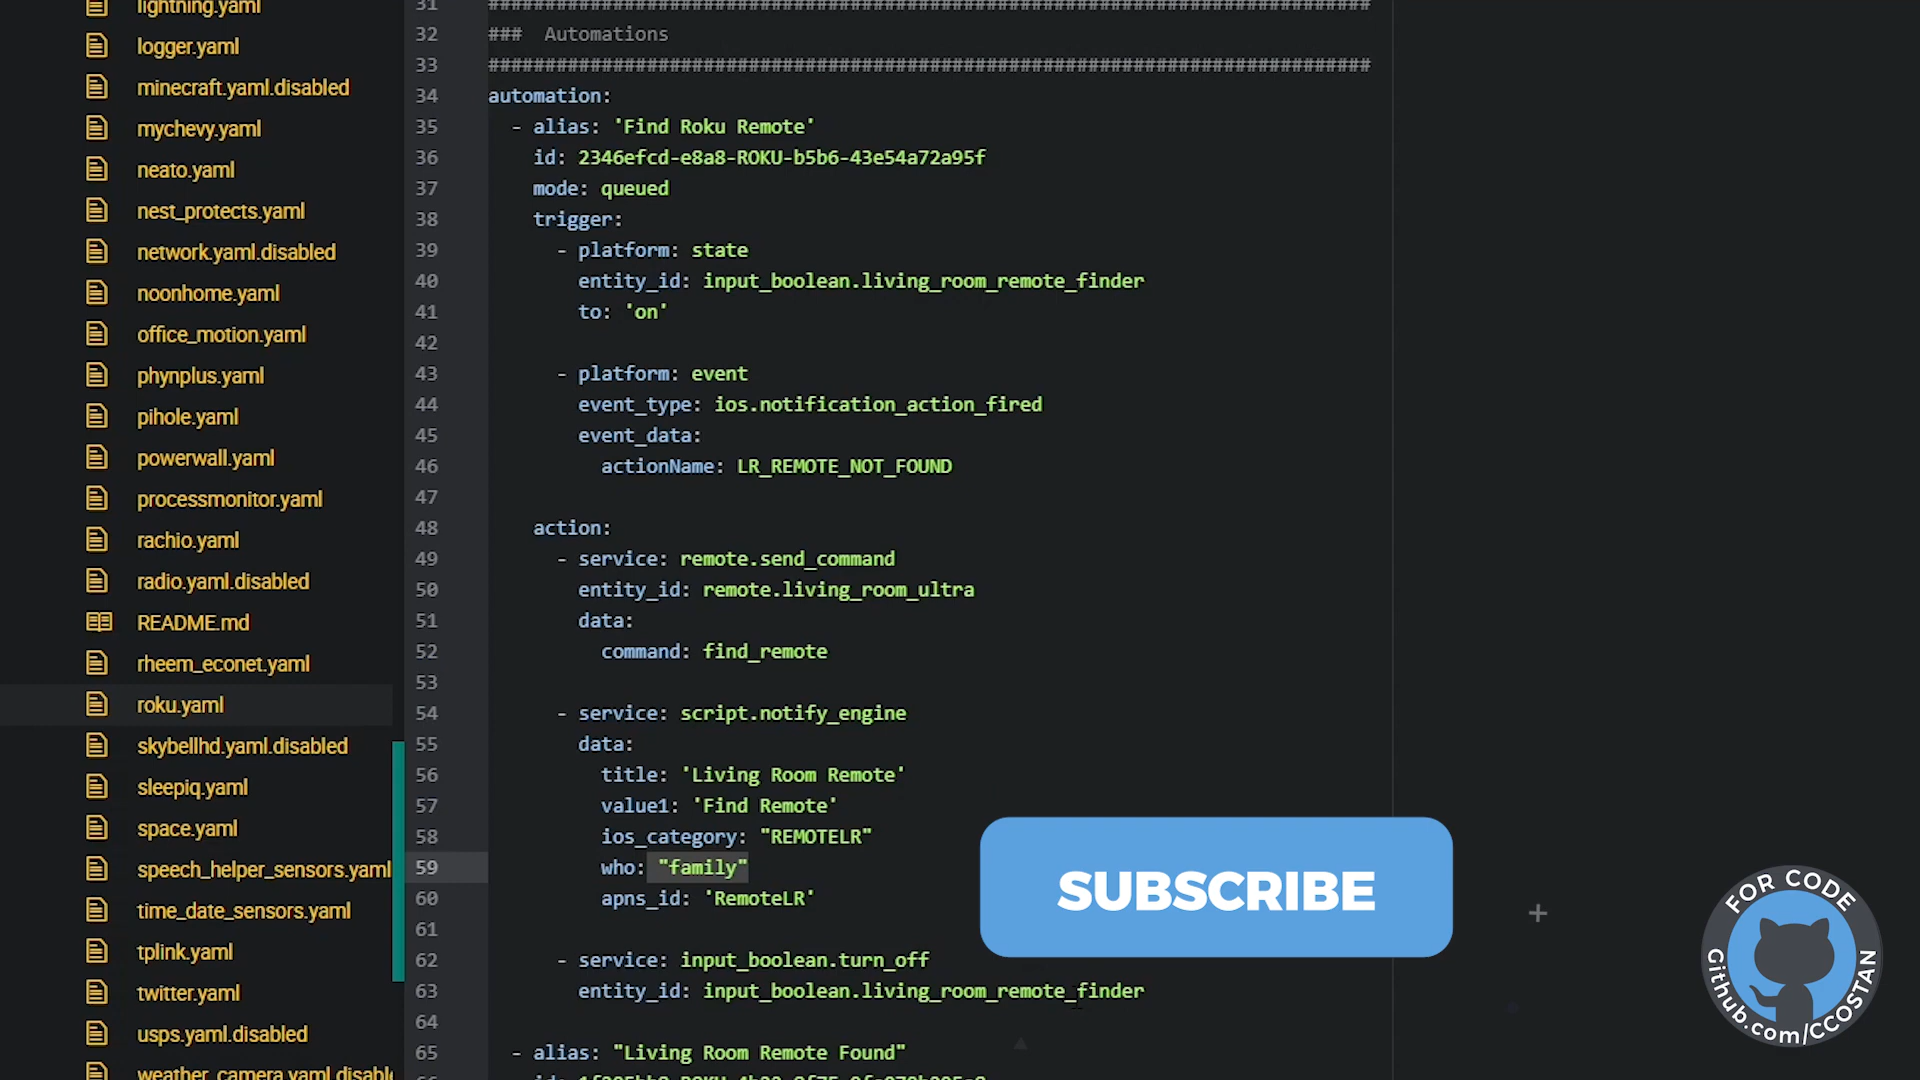 lightning.yaml
logger.yaml
minecraft.yaml.disabled
mychevy.yaml
neato.yaml
nest_protects.yaml
network.yaml.disabled
noonhome.yaml
office_motion.yaml
phynplus.yaml
pihole.yaml
powerwall.yaml
processmonitor.yaml
rachio.yaml
radio.yaml.disabled
README.md
rheem_econet.yaml
roku.yaml
skybellhd.yaml.disabled
sleepiq.yaml
space.yaml
speech_helper_sensors.yaml
time_date_sensors.yaml
tplink.yaml
twitter.yaml
usps.yaml.disabled
31 ##############################################################################
32 ###  Automations
33 ##############################################################################
34 automation:
35   - alias: 'Find Roku Remote'
36     id: 2346efcd-e8a8-ROKU-b5b6-43e54a72a95f
37     mode: queued
38     trigger:
39       - platform: state
40         entity_id: input_boolean.living_room_remote_finder
41         to: 'on'
42
43       - platform: event
44         event_type: ios.notification_action_fired
45         event_data:
46           actionName: LR_REMOTE_NOT_FOUND
47
48     action:
49       - service: remote.send_command
50         entity_id: remote.living_room_ultra
51         data:
52           command: find_remote
53
54       - service: script.notify_engine
55         data:
56           title: 'Living Room Remote'
57           value1: 'Find Remote'
58           ios_category: "REMOTELR"
59           who: "family"
60           apns_id: 'RemoteLR'
61
62       - service: input_boolean.turn_off
63         entity_id: input_boolean.living_room_remote_finder
64
65   - alias: "Living Room Remote Found"
SUBSCRIBE
FOR CODE
Github.com/CCOSTAN